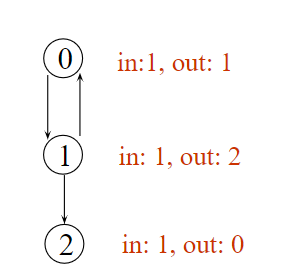 0 in:1, out: 1
1 in: 1, out: 2
2 in: 1, out: 0